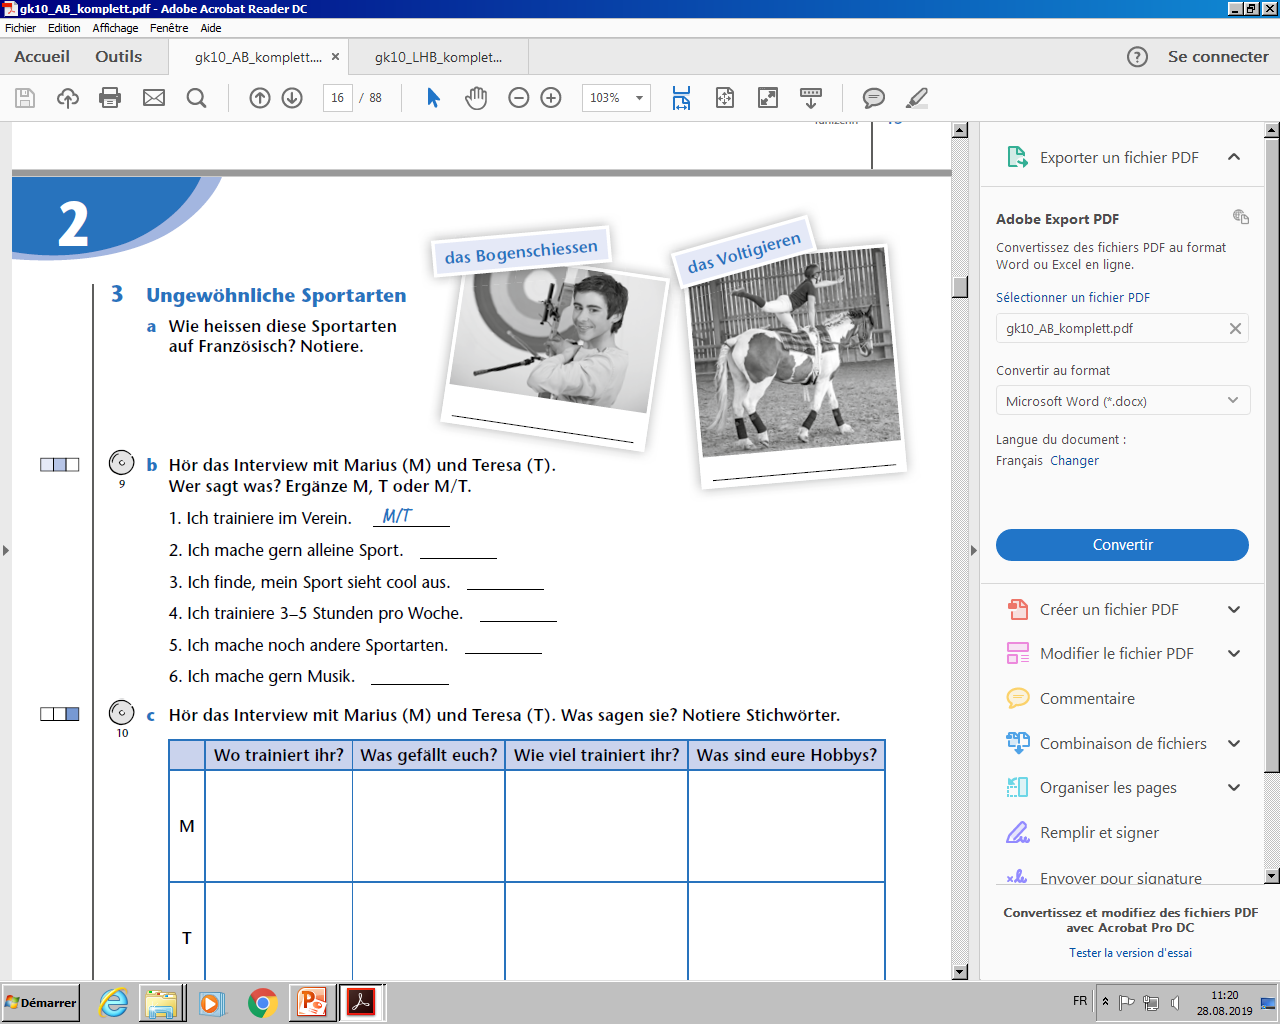 gk10_AB_komplett.pdf - Adobe Acrobat Reader DC
Fichier Edition Affichage Fenêtre Aide
Accueil Outils gk10_AB_komplett.... × gk10_LHB_komplet... ? Se connecter
16 / 88 103%
2
das Bogenschiessen
das Voltigieren
3 Ungewöhnliche Sportarten
a Wie heissen diese Sportarten
auf Französisch? Notiere.
b Hör das Interview mit Marius (M) und Teresa (T).
9 Wer sagt was? Ergänze M, T oder M/T.
1. Ich trainiere im Verein. M/T
2. Ich mache gern alleine Sport.
3. Ich finde, mein Sport sieht cool aus.
4. Ich trainiere 3–5 Stunden pro Woche.
5. Ich mache noch andere Sportarten.
6. Ich mache gern Musik.
c Hör das Interview mit Marius (M) und Teresa (T). Was sagen sie? Notiere Stichwörter.
10
Wo trainiert ihr? Was gefällt euch? Wie viel trainiert ihr? Was sind eure Hobbys?
M
T
Exporter un fichier PDF
Adobe Export PDF
Convertissez des fichiers PDF au format
Word ou Excel en ligne.
Sélectionner un fichier PDF
gk10_AB_komplett.pdf
Convertir au format
Microsoft Word (*.docx)
Langue du document :
Français Changer
Convertir
Créer un fichier PDF
Modifier le fichier PDF
Commentaire
Combinaison de fichiers
Organiser les pages
Remplir et signer
Envoyer pour signature
Convertissez et modifiez des fichiers PDF
avec Acrobat Pro DC
Tester la version d'essai
Démarrer FR 11:20
28.08.2019